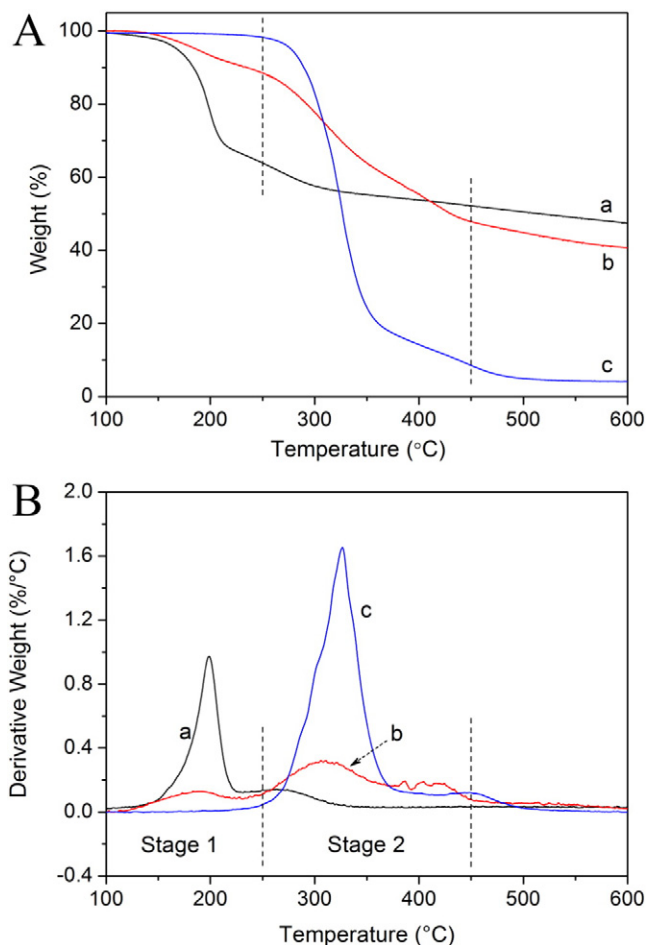 A
100
80
60
40
20
0
Weight (%)
a
b
c
100 200 300 400 500 600
Temperature (°C)
B
2.0
1.6
1.2
0.8
0.4
0.0
-0.4
Derivative Weight (%/°C)
c
a
b
Stage 1 Stage 2
100 200 300 400 500 600
Temperature (°C)